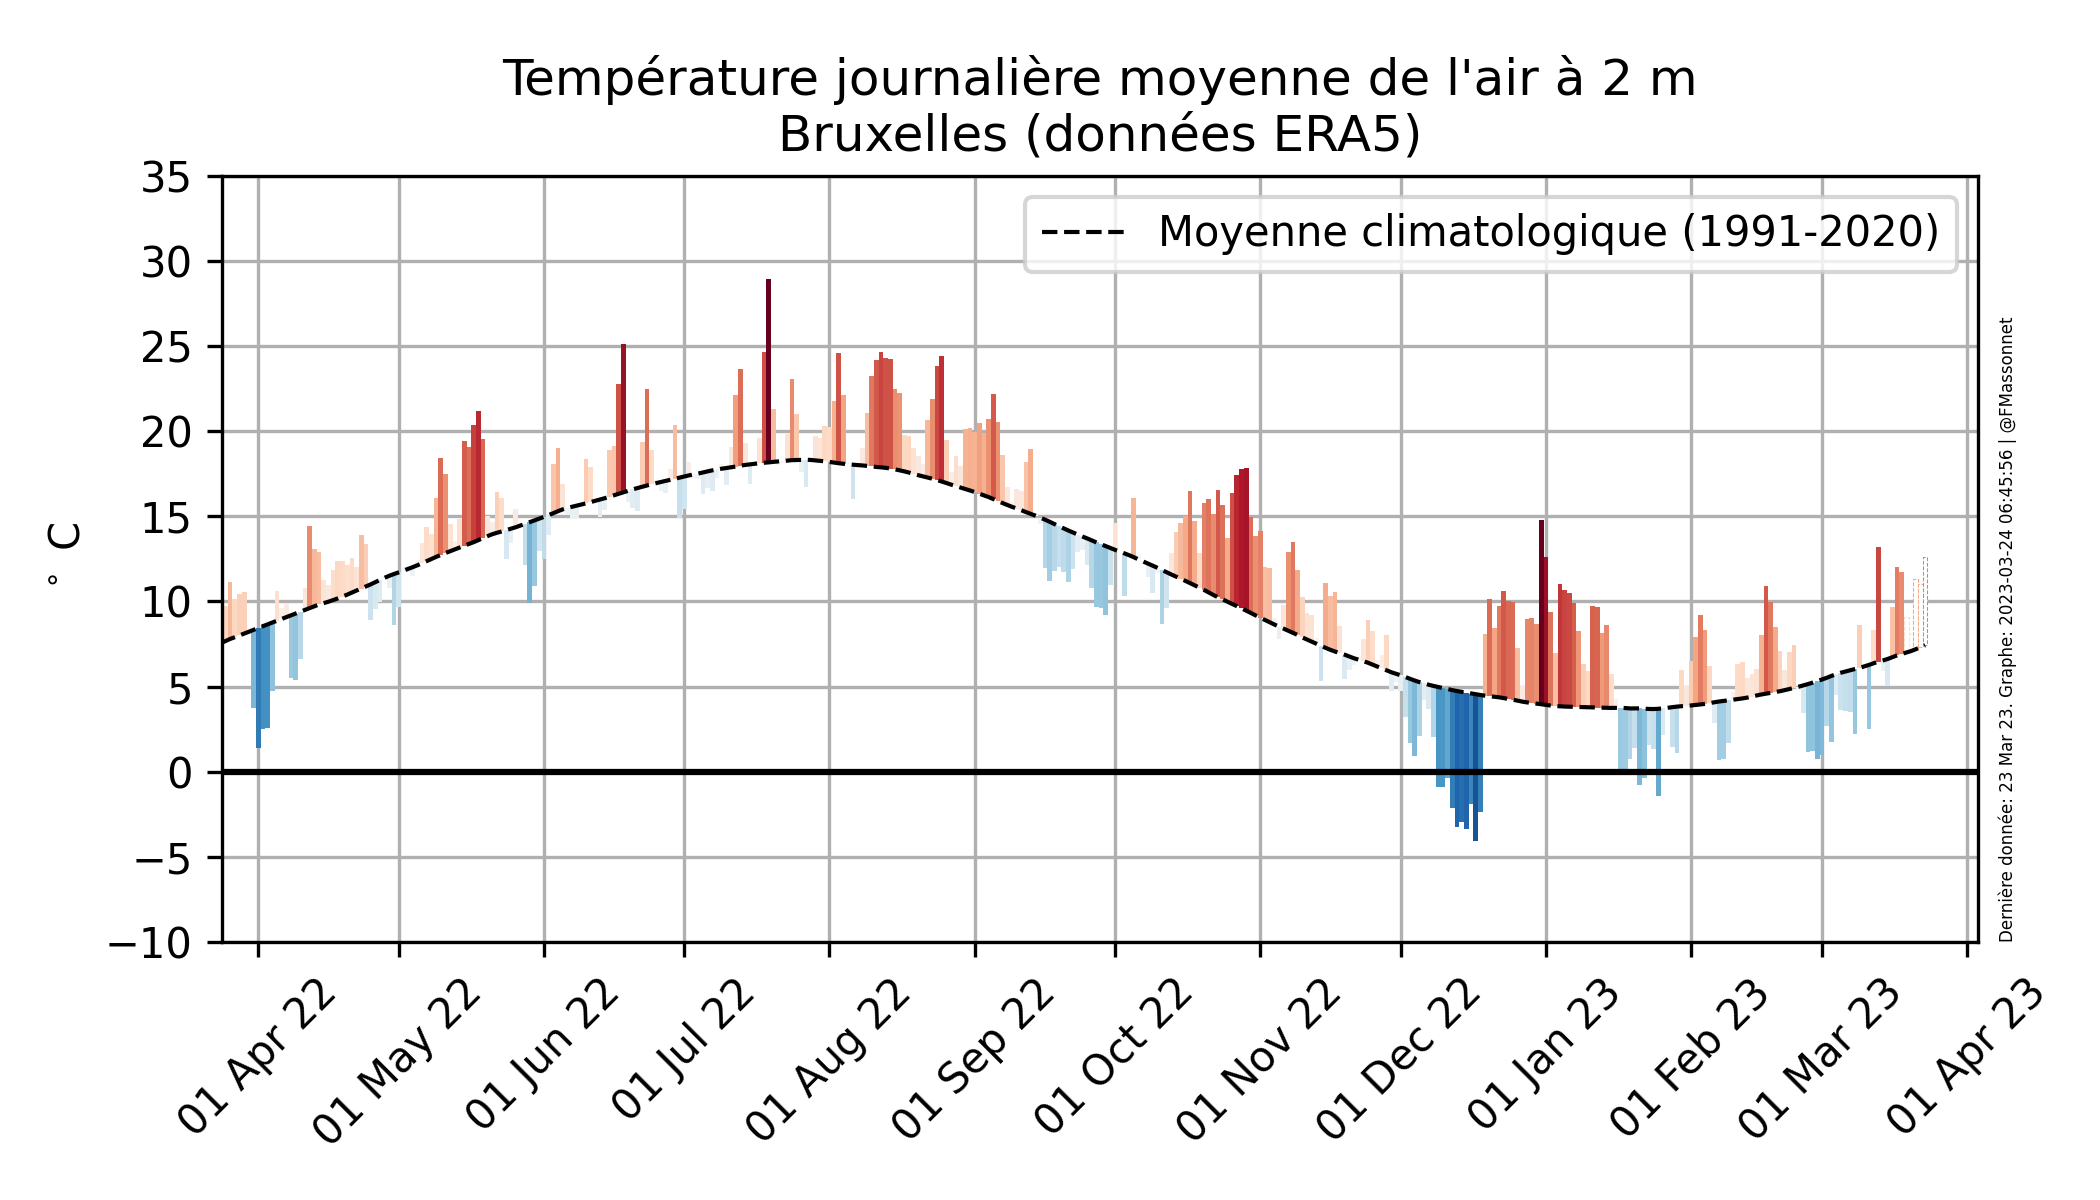 Température journalière moyenne de l'air à 2 m
Bruxelles (données ERA5)
Moyenne climatologique (1991-2020)
° C
35
30
25
20
15
10
5
0
−5
−10
01 Apr 22
01 May 22
01 Jun 22
01 Jul 22
01 Aug 22
01 Sep 22
01 Oct 22
01 Nov 22
01 Dec 22
01 Jan 23
01 Feb 23
01 Mar 23
01 Apr 23
Dernière donnée: 23 Mar 23. Graphe: 2023-03-24 06:45:56 | @FMassonnet